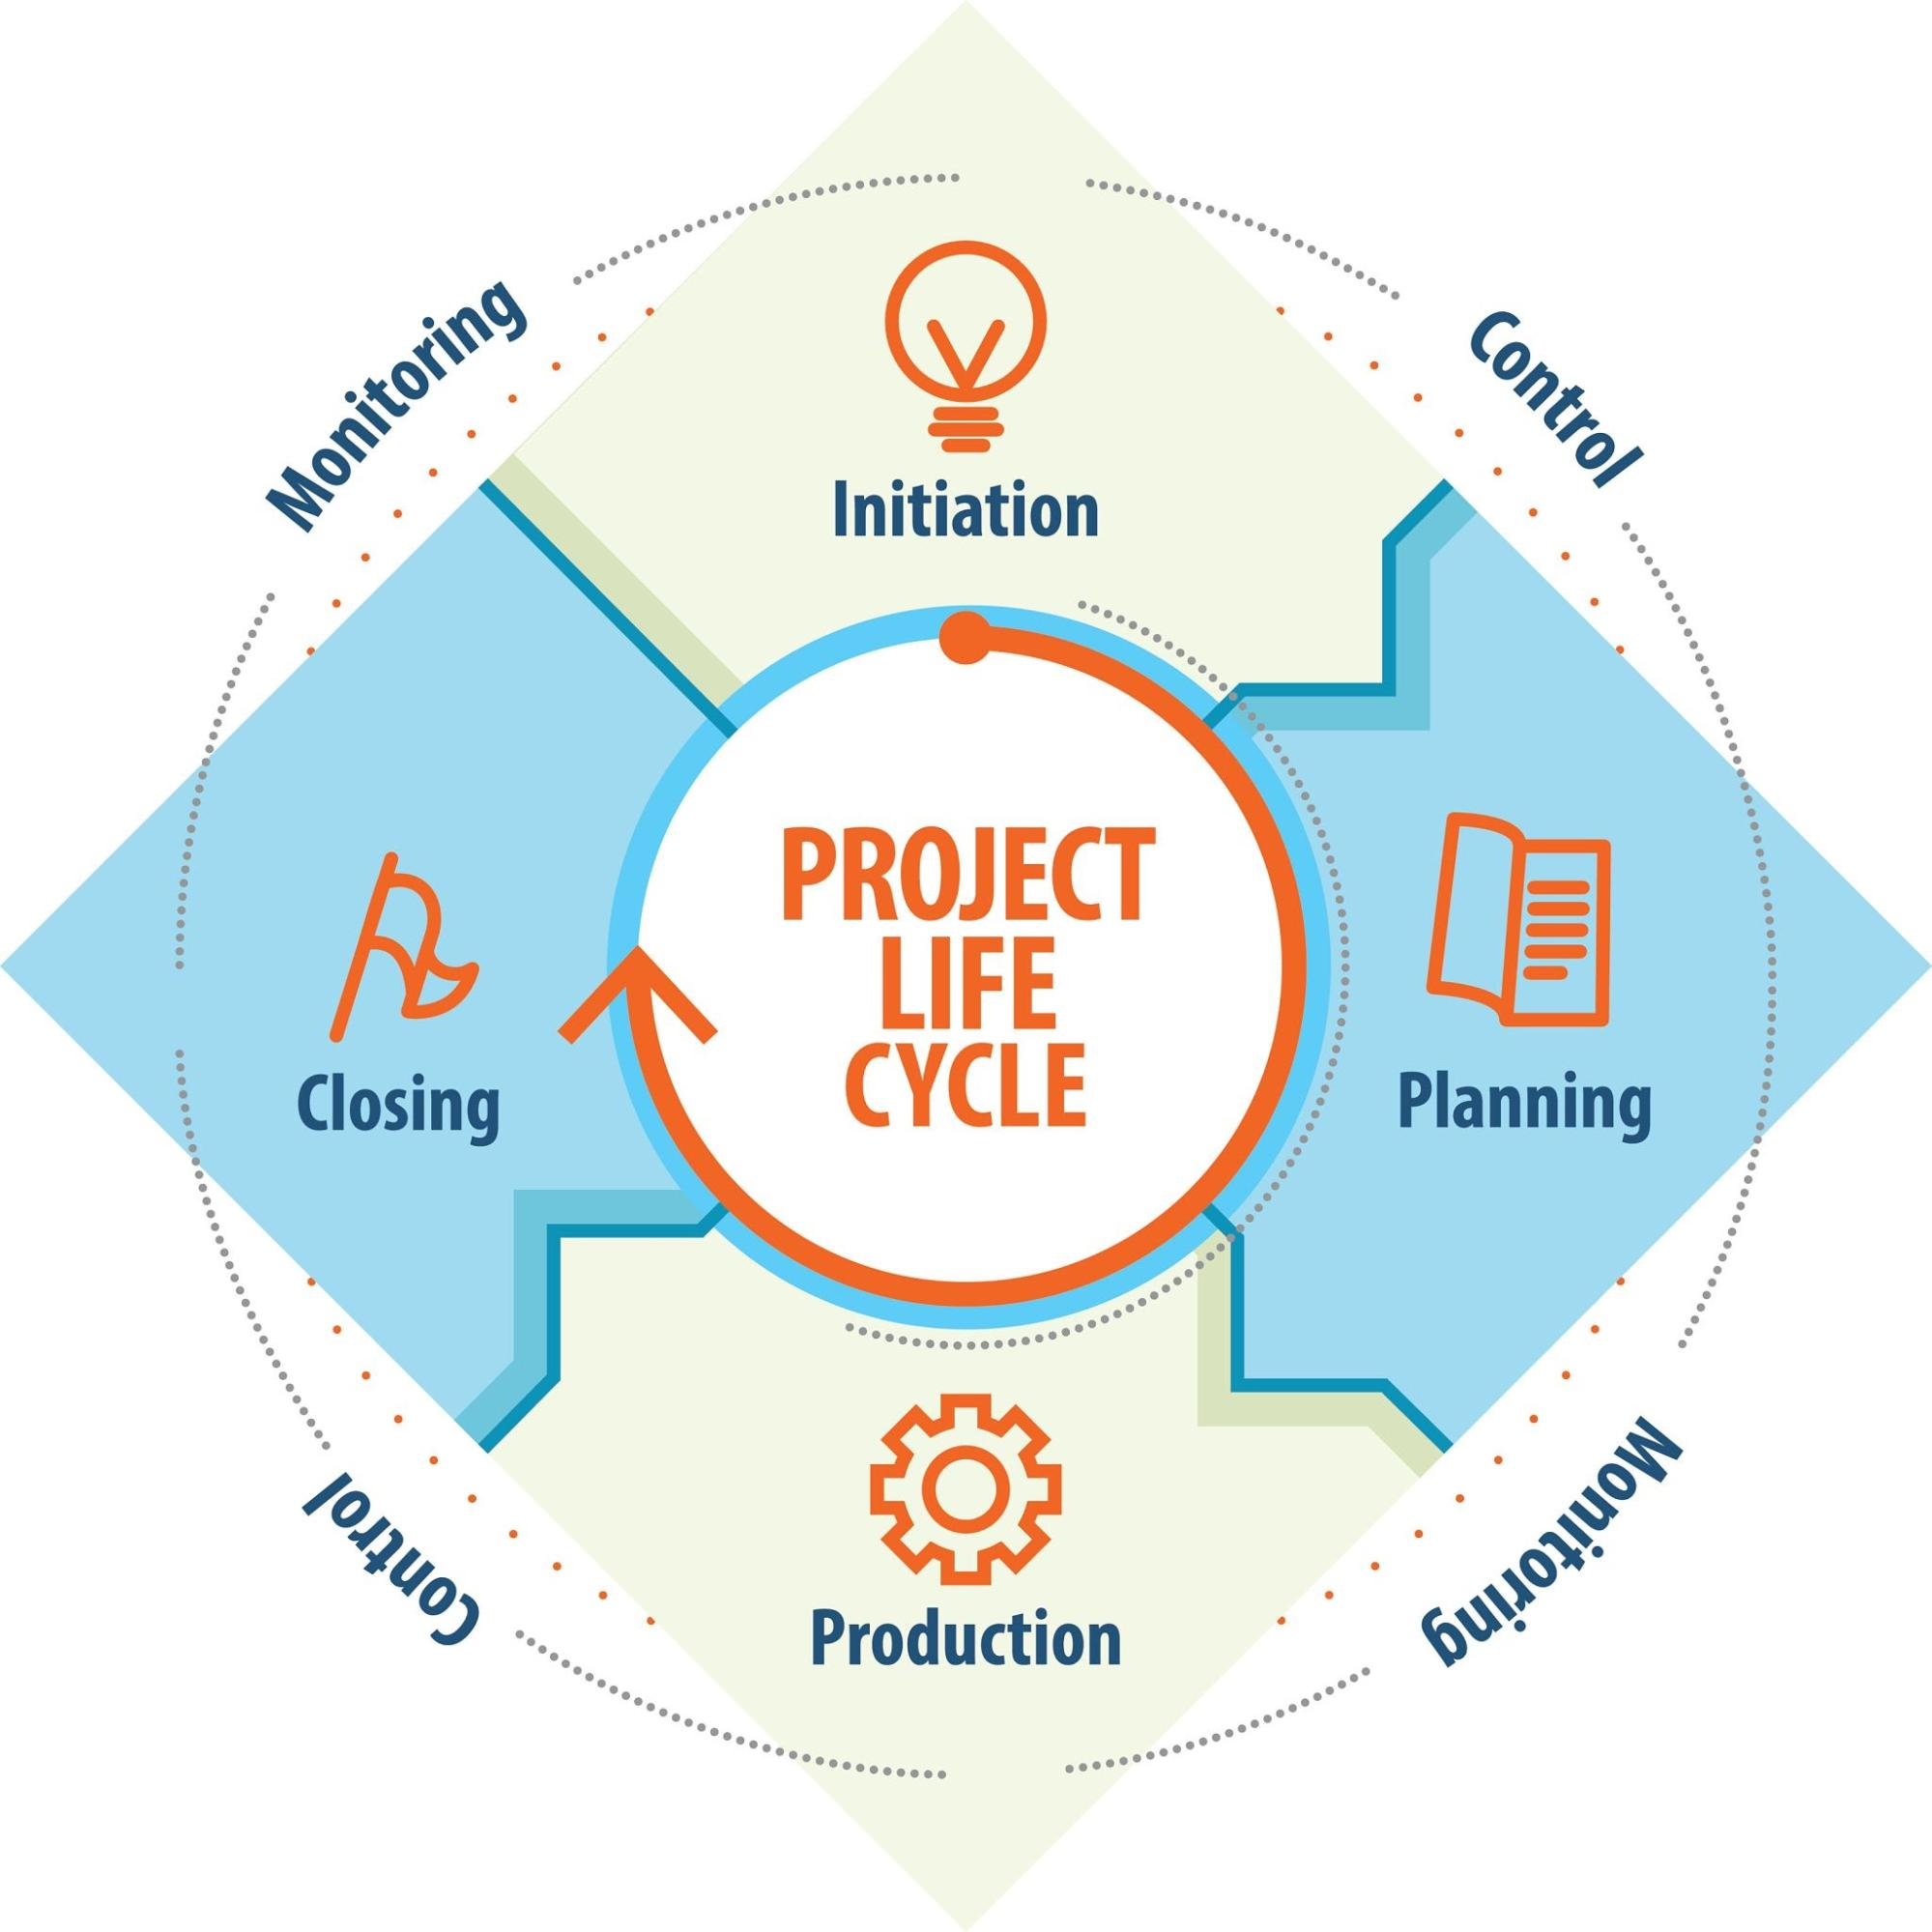 Monitoring
Control
Initiation
PROJECT
LIFE
CYCLE
Closing
Planning
Production
Control
Monitoring